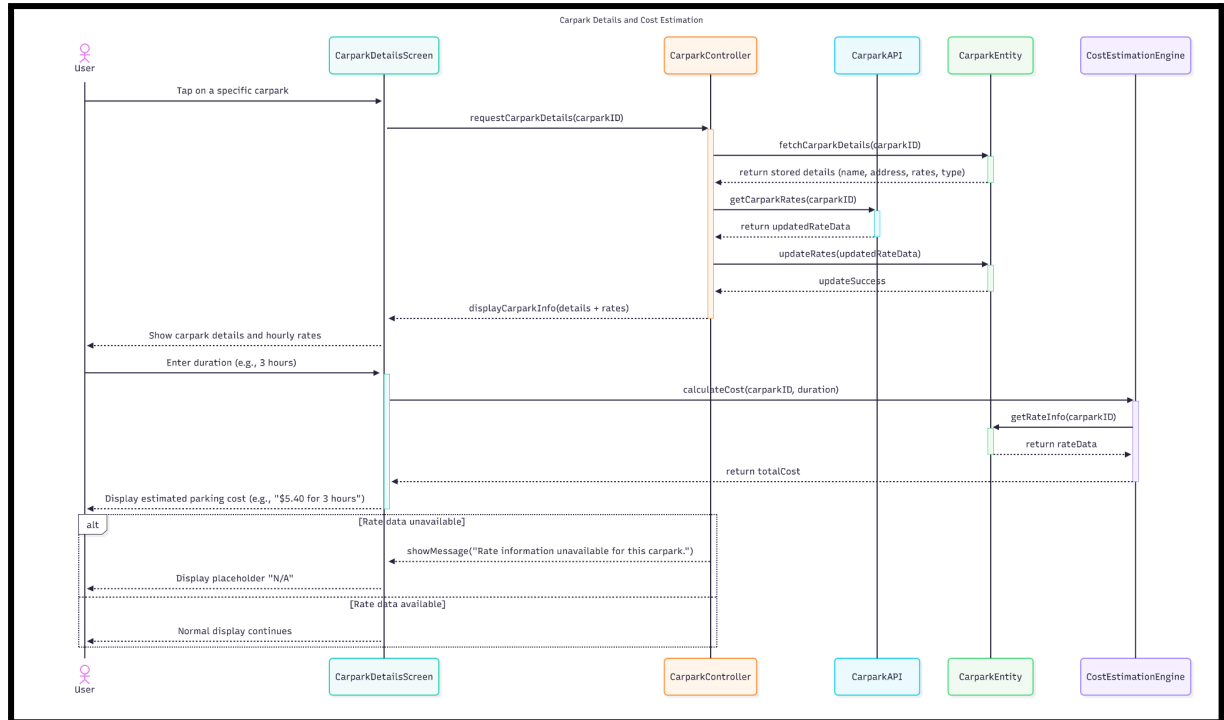 Carpark Details and Cost Estimation
User
CarparkDetailsScreen
CarparkController
CarparkAPI
CarparkEntity
CostEstimationEngine
Tap on a specific carpark
requestCarparkDetails(carparkID)
fetchCarparkDetails(carparkID)
return stored details (name, address, rates, type)
getCarparkRates(carparkID)
return updatedRateData
updateRates(updatedRateData)
updateSuccess
displayCarparkInfo(details + rates)
Show carpark details and hourly rates
Enter duration (e.g., 3 hours)
calculateCost(carparkID, duration)
getRateInfo(carparkID)
return rateData
return totalCost
Display estimated parking cost (e.g., "$5.40 for 3 hours")
alt
[Rate data unavailable]
showMessage("Rate information unavailable for this carpark.")
Display placeholder "N/A"
[Rate data available]
Normal display continues
User
CarparkDetailsScreen
CarparkController
CarparkAPI
CarparkEntity
CostEstimationEngine